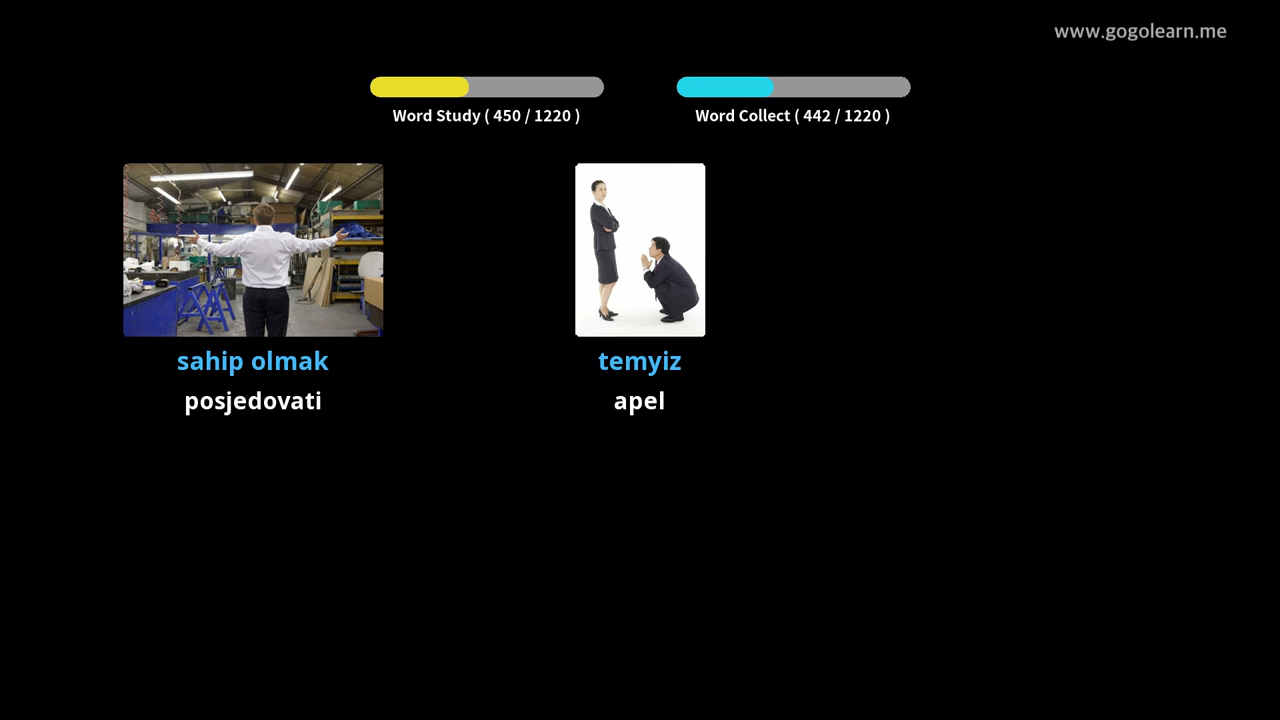 www.gogolearn.me
Word Study ( 450 / 1220 )
Word Collect ( 442 / 1220 )
sahip olmak
posjedovati
temyiz
apel